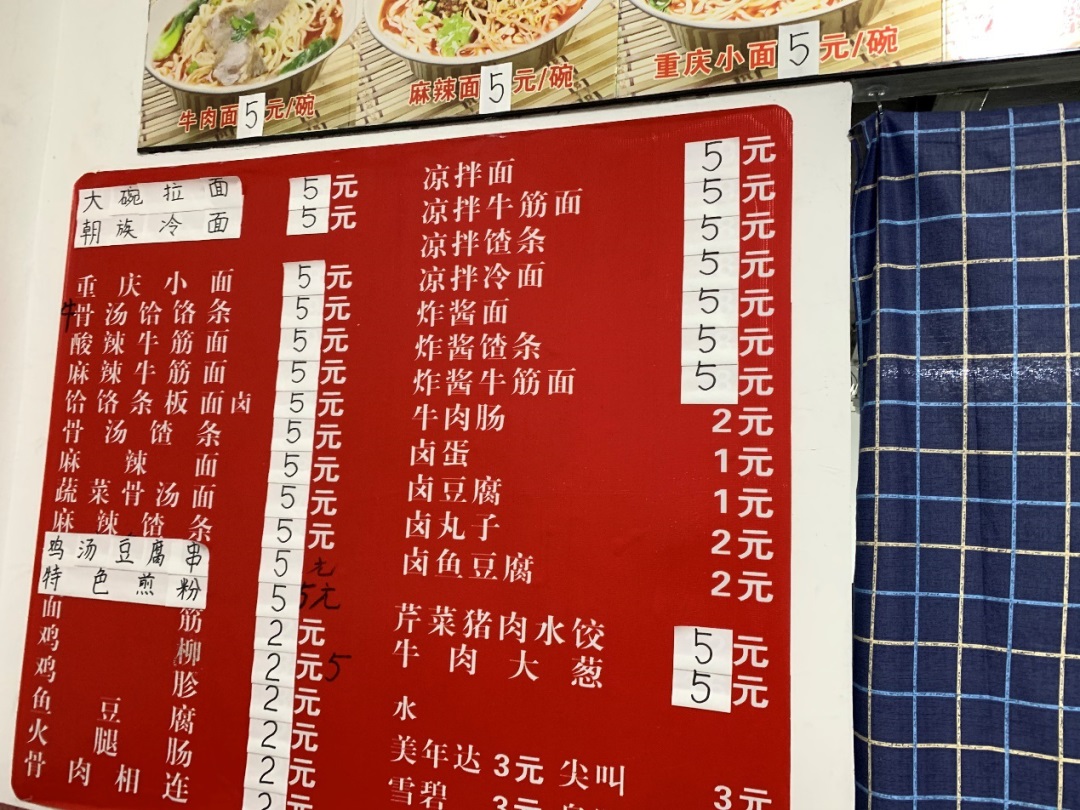 牛肉面5元/碗
麻辣面5元/碗
重庆小面5元/碗
大碗拉面 5元
朝族冷面 5元
重庆小面 5元
牛骨汤饸饹条 5元
酸辣牛筋面 5元
麻辣牛筋面 5元
饸饹条板面卤 5元
骨汤馇条 5元
麻辣面 5元
蔬菜骨汤面 5元
麻辣馇条 5元
鸡汤豆腐串 5元
特色煎粉 5元
面筋 2元
鸡柳 2元5
鸡胗 2元
鱼豆腐 2元
火腿肠 2元
骨肉相连 2元
凉拌面 5元
凉拌牛筋面 5元
凉拌馇条 5元
凉拌冷面 5元
炸酱面 5元
炸酱馇条 5元
炸酱牛筋面 5元
牛肉肠 2元
卤蛋 1元
卤豆腐 1元
卤丸子 2元
卤鱼豆腐 2元
芹菜猪肉水饺 5元
牛肉大葱 5元
水
美年达 3元 尖叫 3元
雪碧 3元